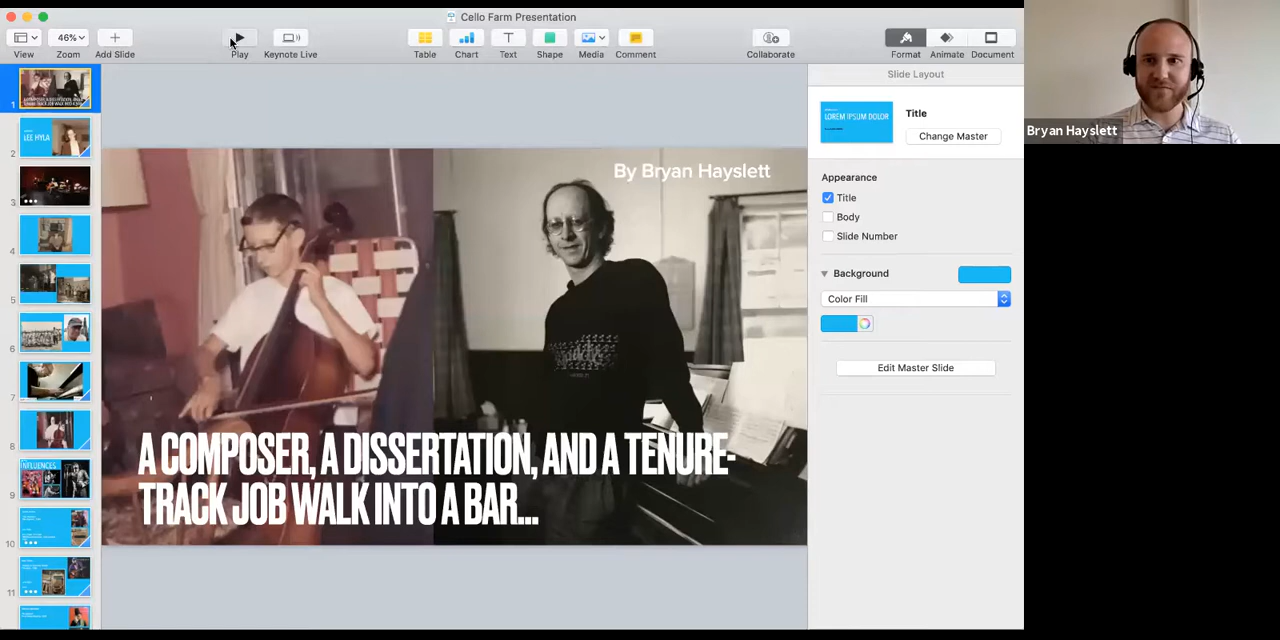 Cello Farm Presentation
46%
View
Zoom
Add Slide
Play
Keynote Live
Table
Chart
Text
Shape
Media
Comment
Collaborate
Format
Animate
Document
Slide Layout
LOREM IPSUM DOLOR
Title
Change Master
Appearance
Title
Body
Slide Number
Background
Color Fill
Edit Master Slide
1
2
LEE HYLA
3
4
5
6
7
8
9
INFLUENCES
10
11
By Bryan Hayslett
A COMPOSER, A DISSERTATION, AND A TENURE-
TRACK JOB WALK INTO A BAR...
Bryan Hayslett